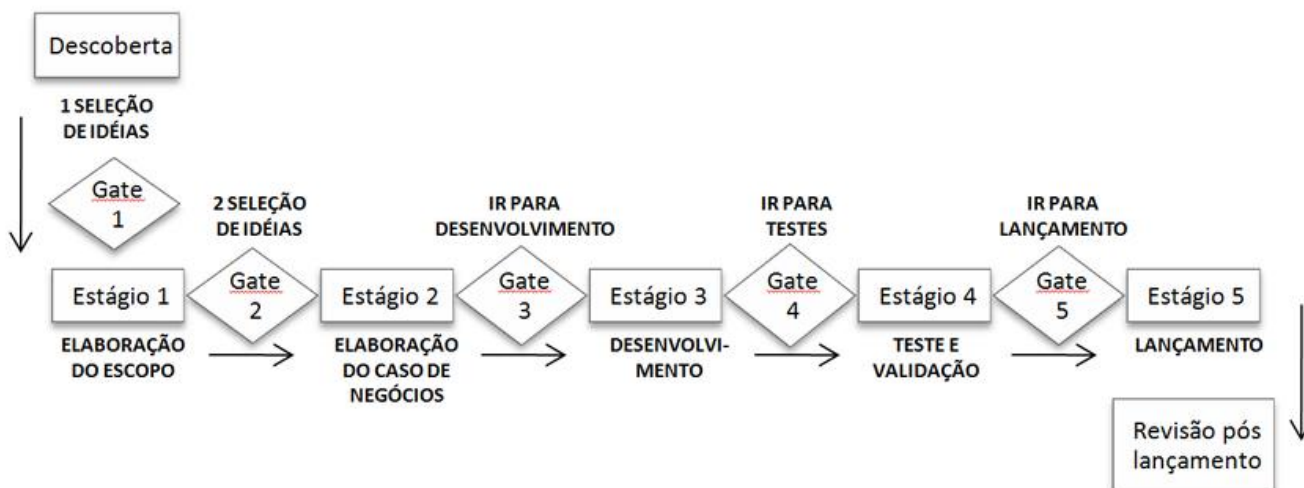 Descoberta
1 SELEÇÃO
DE IDÉIAS
Gate
1
2 SELEÇÃO
DE IDÉIAS
IR PARA
DESENVOLVIMENTO
IR PARA
TESTES
IR PARA
LANÇAMENTO
Estágio 1
Gate
2
Estágio 2
Gate
3
Estágio 3
Gate
4
Estágio 4
Gate
5
Estágio 5
ELABORAÇÃO
DO ESCOPO
ELABORAÇÃO
DO CASO DE
NEGÓCIOS
DESENVOLVI-
MENTO
TESTE E
VALIDAÇÃO
LANÇAMENTO
Revisão pós
lançamento